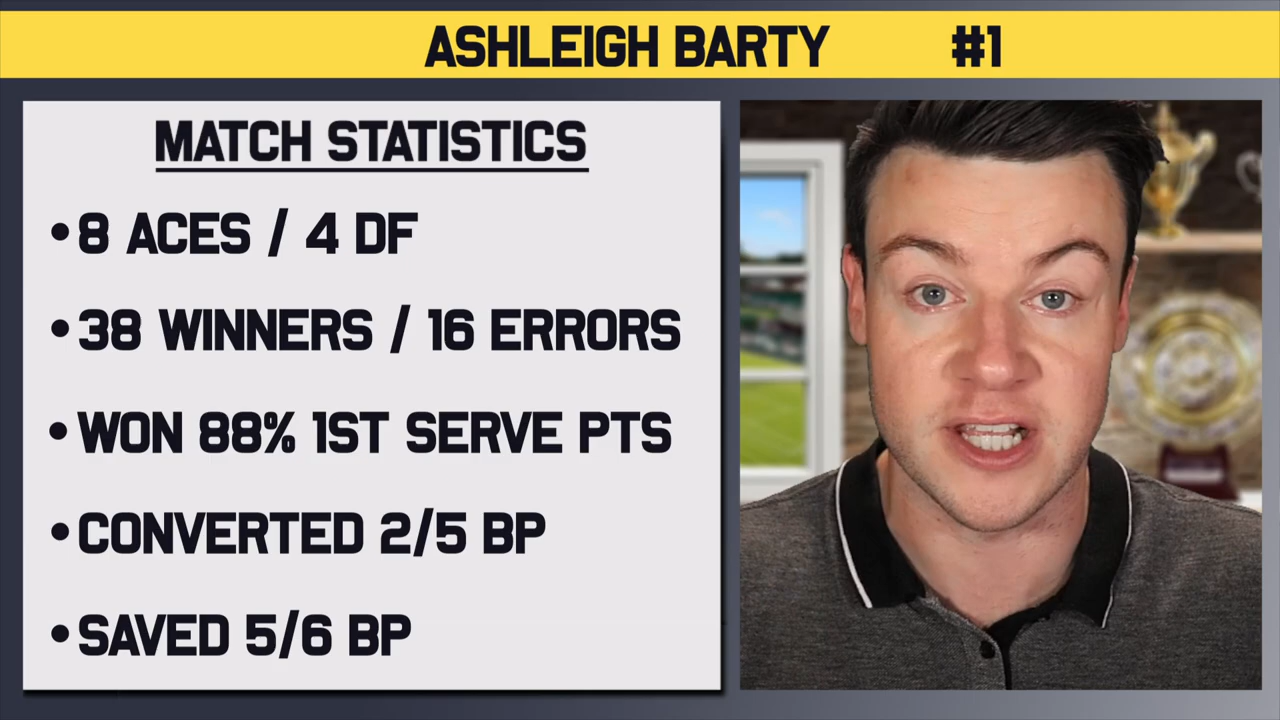 ASHLEIGH BARTY #1
MATCH STATISTICS
•8 ACES / 4 DF
•38 WINNERS / 16 ERRORS
•WON 88% 1ST SERVE PTS
•CONVERTED 2/5 BP
•SAVED 5/6 BP